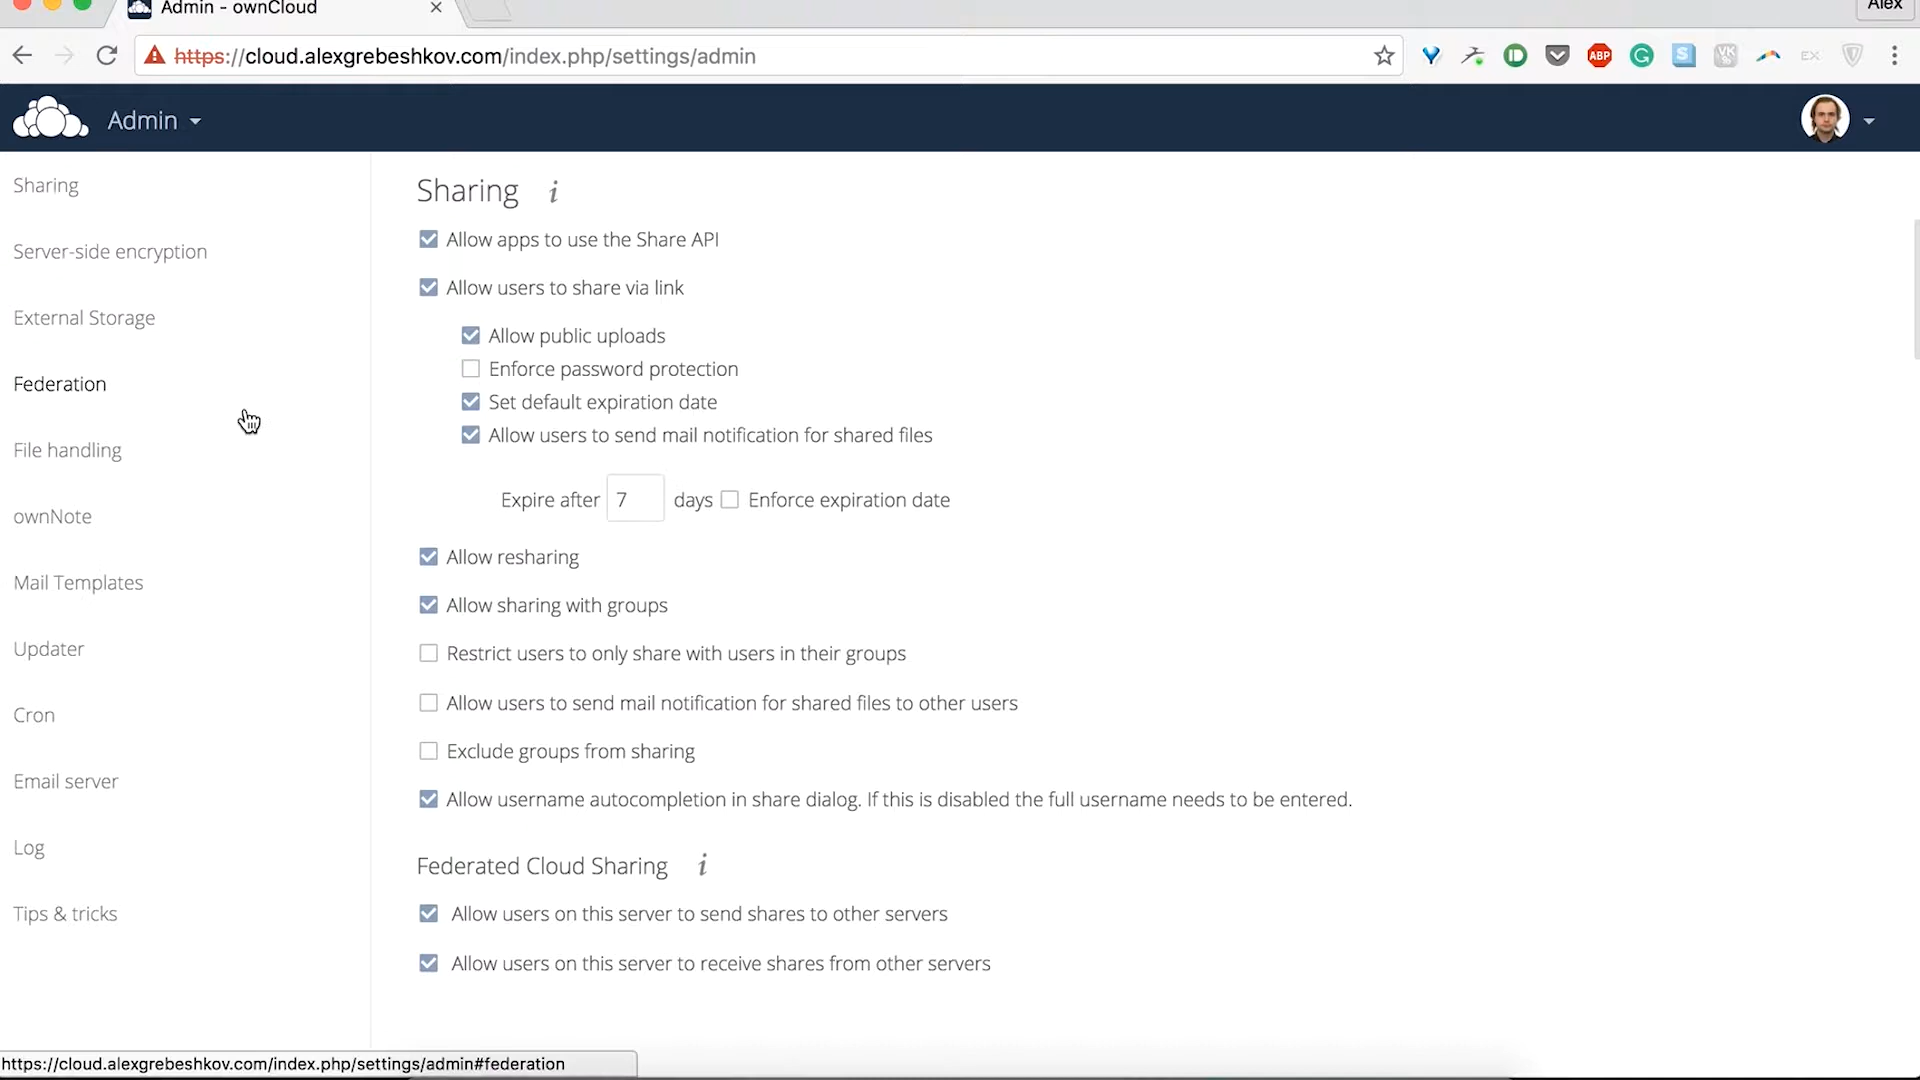 Admin - ownCloud
Alex
https://cloud.alexgrebeshkov.com/index.php/settings/admin
ABP
EX
Admin
Sharing
Server-side encryption
External Storage
Federation
File handling
ownNote
Mail Templates
Updater
Cron
Email server
Log
Tips & tricks
Sharing i
Allow apps to use the Share API
Allow users to share via link
Allow public uploads
Enforce password protection
Set default expiration date
Allow users to send mail notification for shared files
Expire after 7 days Enforce expiration date
Allow resharing
Allow sharing with groups
Restrict users to only share with users in their groups
Allow users to send mail notification for shared files to other users
Exclude groups from sharing
Allow username autocompletion in share dialog. If this is disabled the full username needs to be entered.
Federated Cloud Sharing i
Allow users on this server to send shares to other servers
Allow users on this server to receive shares from other servers
https://cloud.alexgrebeshkov.com/index.php/settings/admin#federation